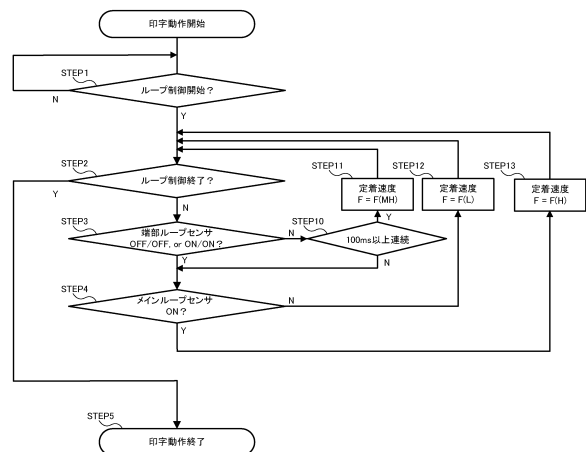 印字動作開始
STEP1
ループ制御開始？
N
Y
STEP2
ループ制御終了？
Y
N
STEP11
定着速度
F = F(MH)
STEP12
定着速度
F = F(L)
STEP13
定着速度
F = F(H)
STEP3
端部ループセンサ
OFF/OFF, or ON/ON？
N
Y
STEP10
100ms以上連続
Y
N
STEP4
メインループセンサ
ON？
N
Y
STEP5
印字動作終了